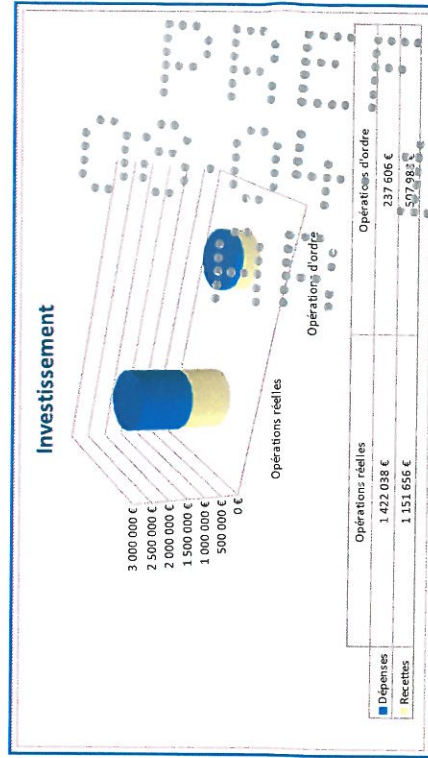 Investissement
3 000 000 €
2 500 000 €
2 000 000 €
1 500 000 €
1 000 000 €
500 000 €
0 €
Opérations réelles
Opérations d'ordre
Opérations réelles Opérations d'ordre
Dépenses 1 422 038 € 237 606 €
Recettes 1 151 656 €